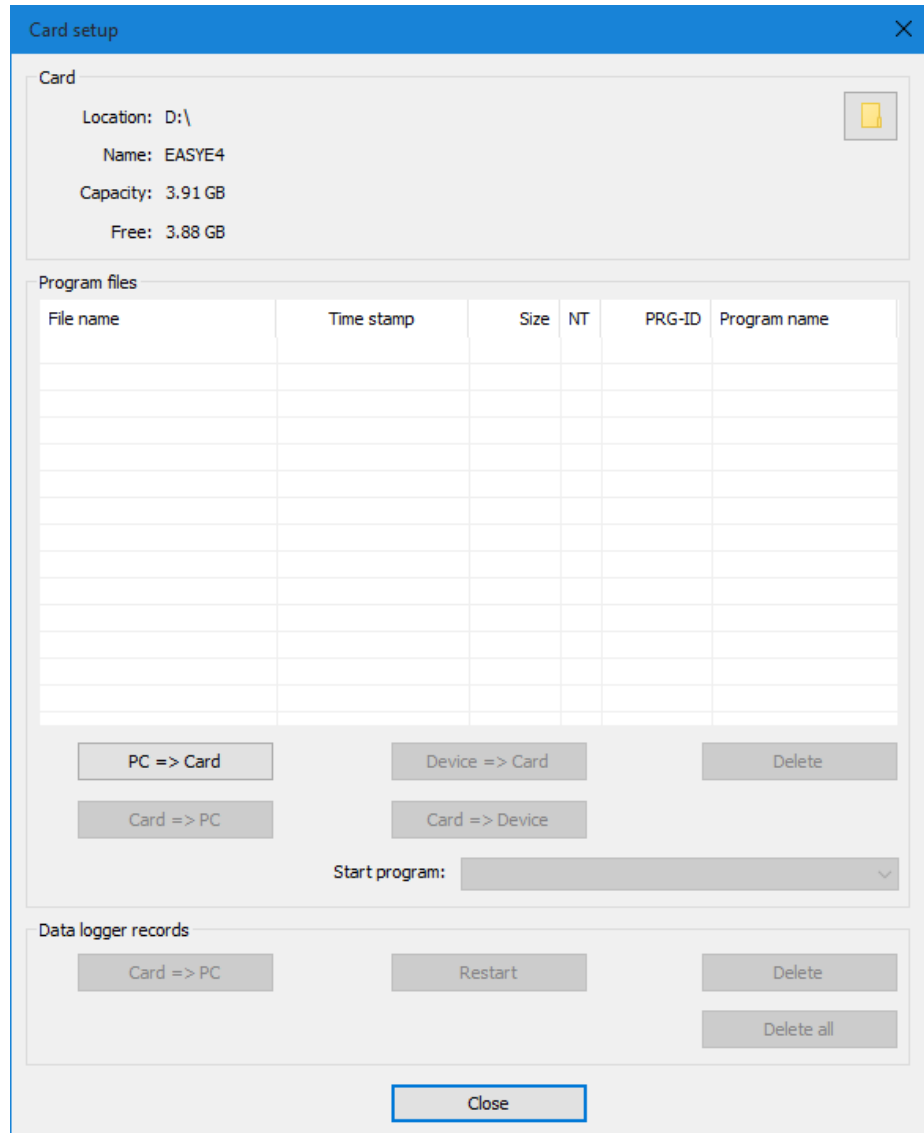 Card setup
Card
Location: D:\
Name: EASYE4
Capacity: 3.91 GB
Free: 3.88 GB
Program files
File name Time stamp Size NT PRG-ID Program name
PC => Card Device => Card Delete
Card => PC Card => Device
Start program:
Data logger records
Card => PC Restart Delete
Delete all
Close